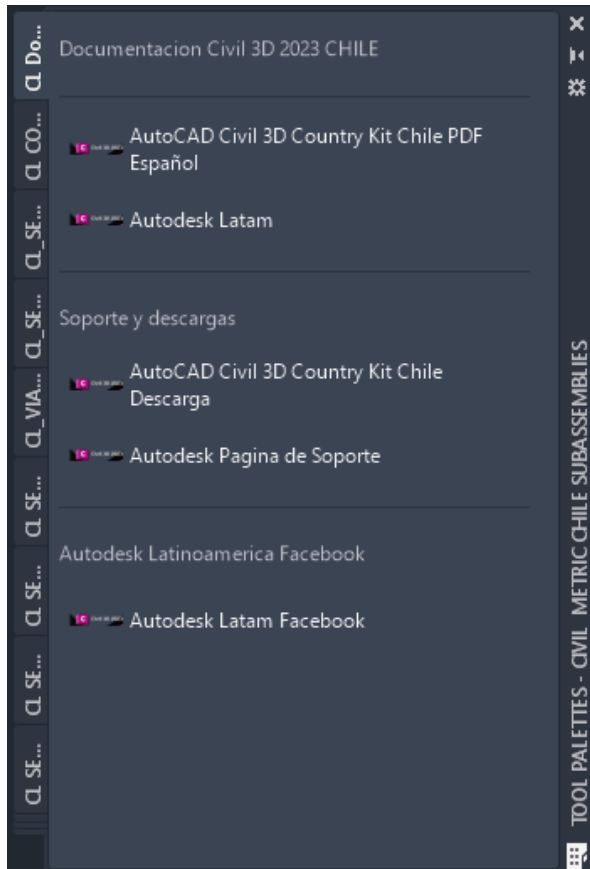 Documentacion Civil 3D 2023 CHILE
AutoCAD Civil 3D Country Kit Chile PDF
Español
Autodesk Latam
Soporte y descargas
AutoCAD Civil 3D Country Kit Chile
Descarga
Autodesk Pagina de Soporte
Autodesk Latinoamerica Facebook
Autodesk Latam Facebook
Cl Do...
Cl CO...
Cl_SE...
Cl_SE...
Cl_VIA...
Cl SE...
Cl SE...
Cl SE...
Cl SE...
TOOL PALETTES - CIVIL METRIC CHILE SUBASSEMBLIES